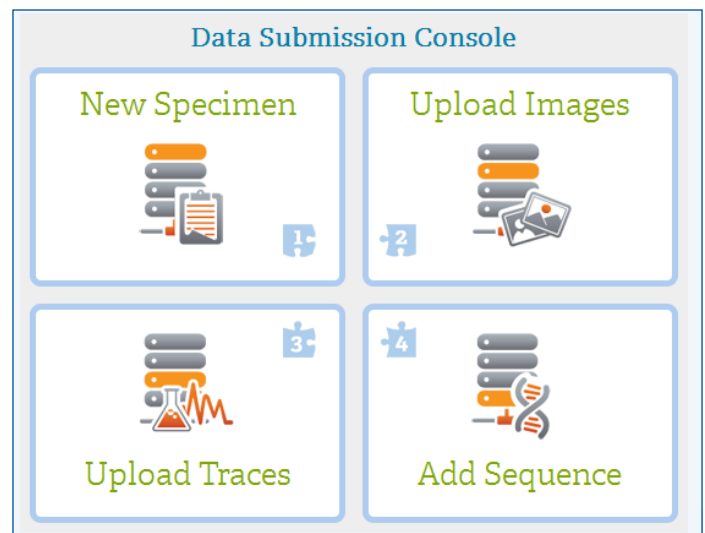 Data Submission Console
New Specimen
1
Upload Images
2
3
Upload Traces
4
Add Sequence